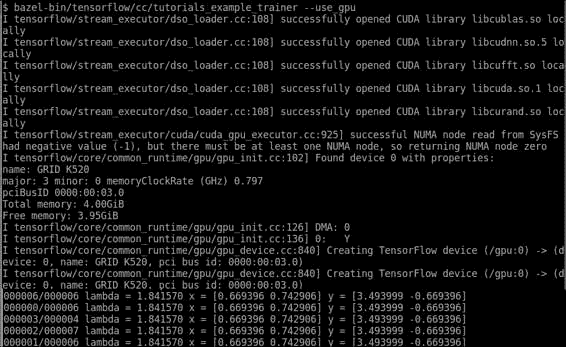 $ bazel-bin/tensorflow/cc/tutorials_example_trainer --use_gpu
I tensorflow/stream_executor/dso_loader.cc:108] successfully opened CUDA library libcublas.so loc
ally
I tensorflow/stream_executor/dso_loader.cc:108] successfully opened CUDA library libcudnn.so.5 lo
cally
I tensorflow/stream_executor/dso_loader.cc:108] successfully opened CUDA library libcufft.so loca
lly
I tensorflow/stream_executor/dso_loader.cc:108] successfully opened CUDA library libcuda.so.1 loc
ally
I tensorflow/stream_executor/dso_loader.cc:108] successfully opened CUDA library libcurand.so loc
ally
I tensorflow/stream_executor/cuda/cuda_gpu_executor.cc:925] successful NUMA node read from SysFS
had negative value (-1), but there must be at least one NUMA node, so returning NUMA node zero
I tensorflow/core/common_runtime/gpu/gpu_init.cc:102] Found device 0 with properties:
name: GRID K520
major: 3 minor: 0 memoryClockRate (GHz) 0.797
pciBusID 0000:00:03.0
Total memory: 4.00GiB
Free memory: 3.95GiB
I tensorflow/core/common_runtime/gpu/gpu_init.cc:126] DMA: 0
I tensorflow/core/common_runtime/gpu/gpu_init.cc:136] 0:   Y
I tensorflow/core/common_runtime/gpu/gpu_device.cc:840] Creating TensorFlow device (/gpu:0) -> (d
evice: 0, name: GRID K520, pci bus id: 0000:00:03.0)
I tensorflow/core/common_runtime/gpu/gpu_device.cc:840] Creating TensorFlow device (/gpu:0) -> (d
evice: 0, name: GRID K520, pci bus id: 0000:00:03.0)
000006/000006 lambda = 1.841570 x = [0.669396 0.742906] y = [3.493999 -0.669396]
000000/000006 lambda = 1.841570 x = [0.669396 0.742906] y = [3.493999 -0.669396]
000003/000004 lambda = 1.841570 x = [0.669396 0.742906] y = [3.493999 -0.669396]
000002/000007 lambda = 1.841570 x = [0.669396 0.742906] y = [3.493999 -0.669396]
000001/000006 lambda = 1.841570 x = [0.669396 0.742906] y = [3.493999 -0.669396]